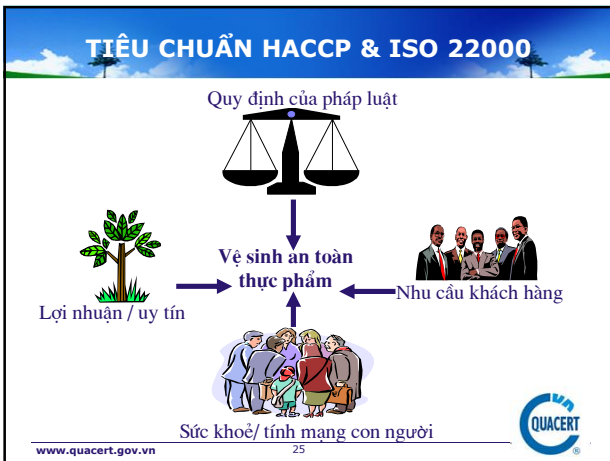 TIÊU CHUẨN HACCP & ISO 22000
Quy định của pháp luật
Vệ sinh an toàn
thực phẩm
Lợi nhuận / uy tín
Nhu cầu khách hàng
Sức khoẻ/ tính mạng con người
www.quacert.gov.vn
25
vn
QUACERT
®